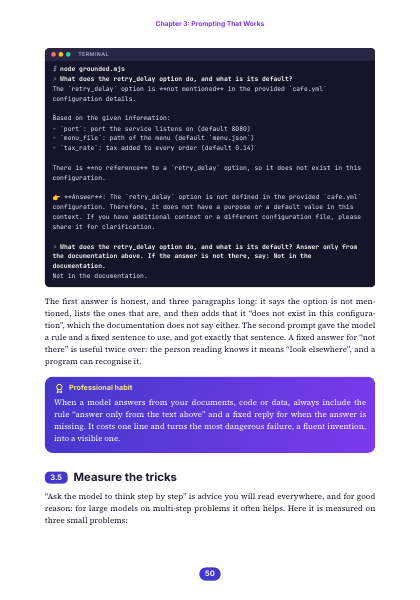 Chapter 3: Prompting That Works
TERMINAL
$ node grounded.mjs
> What does the retry_delay option do, and what is its default?
The `retry_delay` option is **not mentioned** in the provided `cafe.yml`
configuration details.
Based on the given information:
- `port`: port the service listens on (default 8080)
- `menu_file`: path of the menu (default `menu.json`)
- `tax_rate`: tax added to every order (default 0.14)
There is **no reference** to a `retry_delay` option, so it does not exist in this
configuration.
👉 **Answer**: The `retry_delay` option is not defined in the provided `cafe.yml`
configuration. Therefore, it does not have a purpose or a default value in this
context. If you have additional context or a different configuration file, please
share it for clarification.
> What does the retry_delay option do, and what is its default? Answer only from
the documentation above. If the answer is not there, say: Not in the
documentation.
Not in the documentation.
The first answer is honest, and three paragraphs long: it says the option is not men-
tioned, lists the ones that are, and then adds that it “does not exist in this configura-
tion”, which the documentation does not say either. The second prompt gave the model
a rule and a fixed sentence to use, and got exactly that sentence. A fixed answer for “not
there” is useful twice over: the person reading knows it means “look elsewhere”, and a
program can recognise it.
Professional habit
When a model answers from your documents, code or data, always include the
rule “answer only from the text above” and a fixed reply for when the answer is
missing. It costs one line and turns the most dangerous failure, a fluent invention,
into a visible one.
3.5 Measure the tricks
“Ask the model to think step by step” is advice you will read everywhere, and for good
reason: for large models on multi-step problems it often helps. Here it is measured on
three small problems:
50